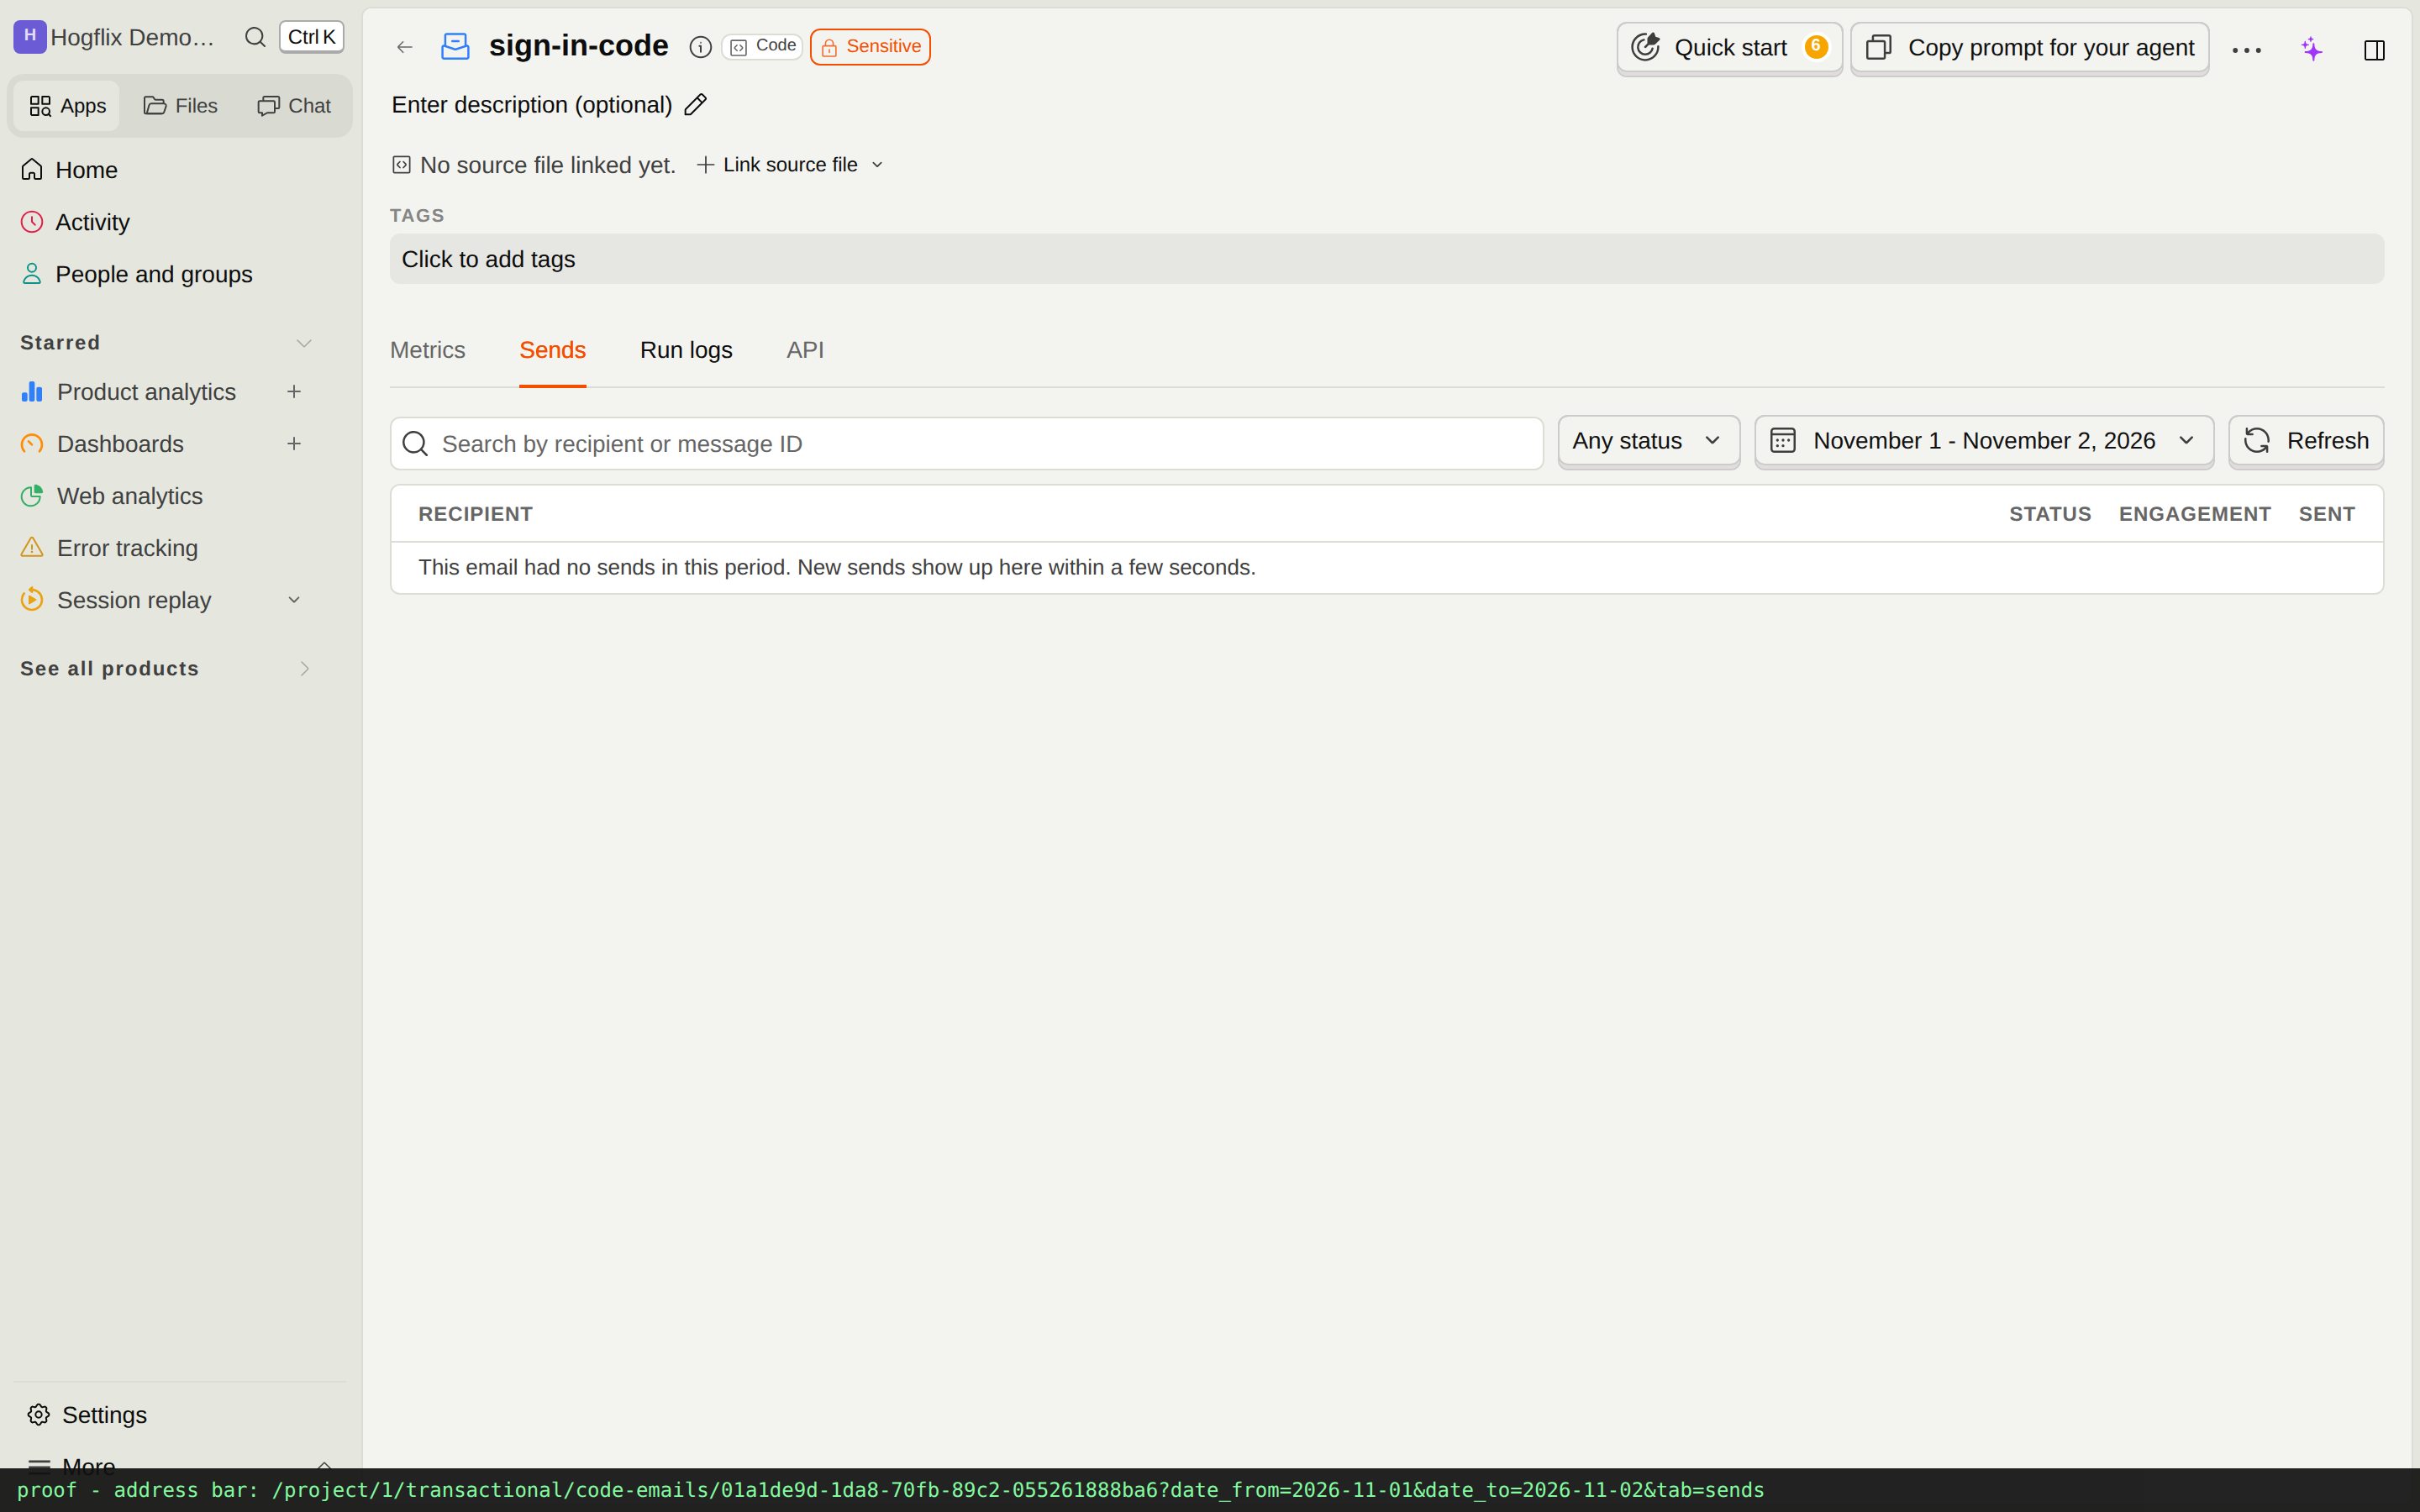 H Hogflix Demo… Ctrl K
Apps Files Chat
Home
Activity
People and groups
Starred
Product analytics
Dashboards
Web analytics
Error tracking
Session replay
See all products
Settings
More
sign-in-code Code Sensitive
Quick start 6 Copy prompt for your agent
Enter description (optional)
No source file linked yet. Link source file
TAGS
Click to add tags
Metrics Sends Run logs API
Search by recipient or message ID Any status November 1 - November 2, 2026 Refresh
RECIPIENT STATUS ENGAGEMENT SENT
This email had no sends in this period. New sends show up here within a few seconds.
proof - address bar: /project/1/transactional/code-emails/01a1de9d-1da8-70fb-89c2-055261888ba6?date_from=2026-11-01&date_to=2026-11-02&tab=sends